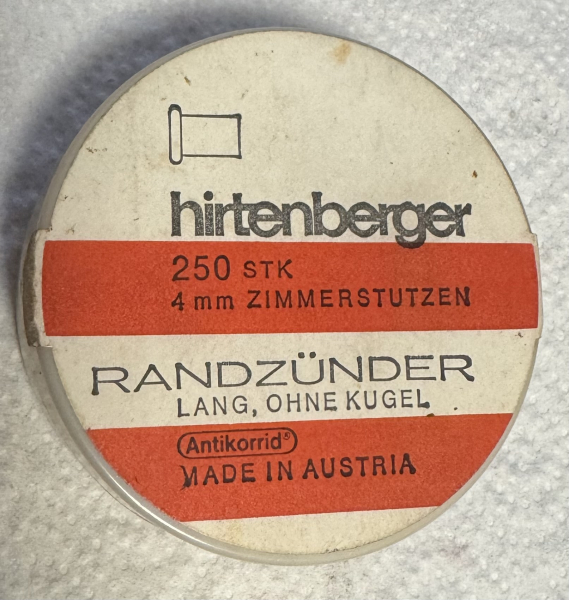 hirtenberger
250 STK
4 mm ZIMMERSTUTZEN
RANDZÜNDER
LANG, OHNE KUGEL
Antikorrid®
MADE IN AUSTRIA